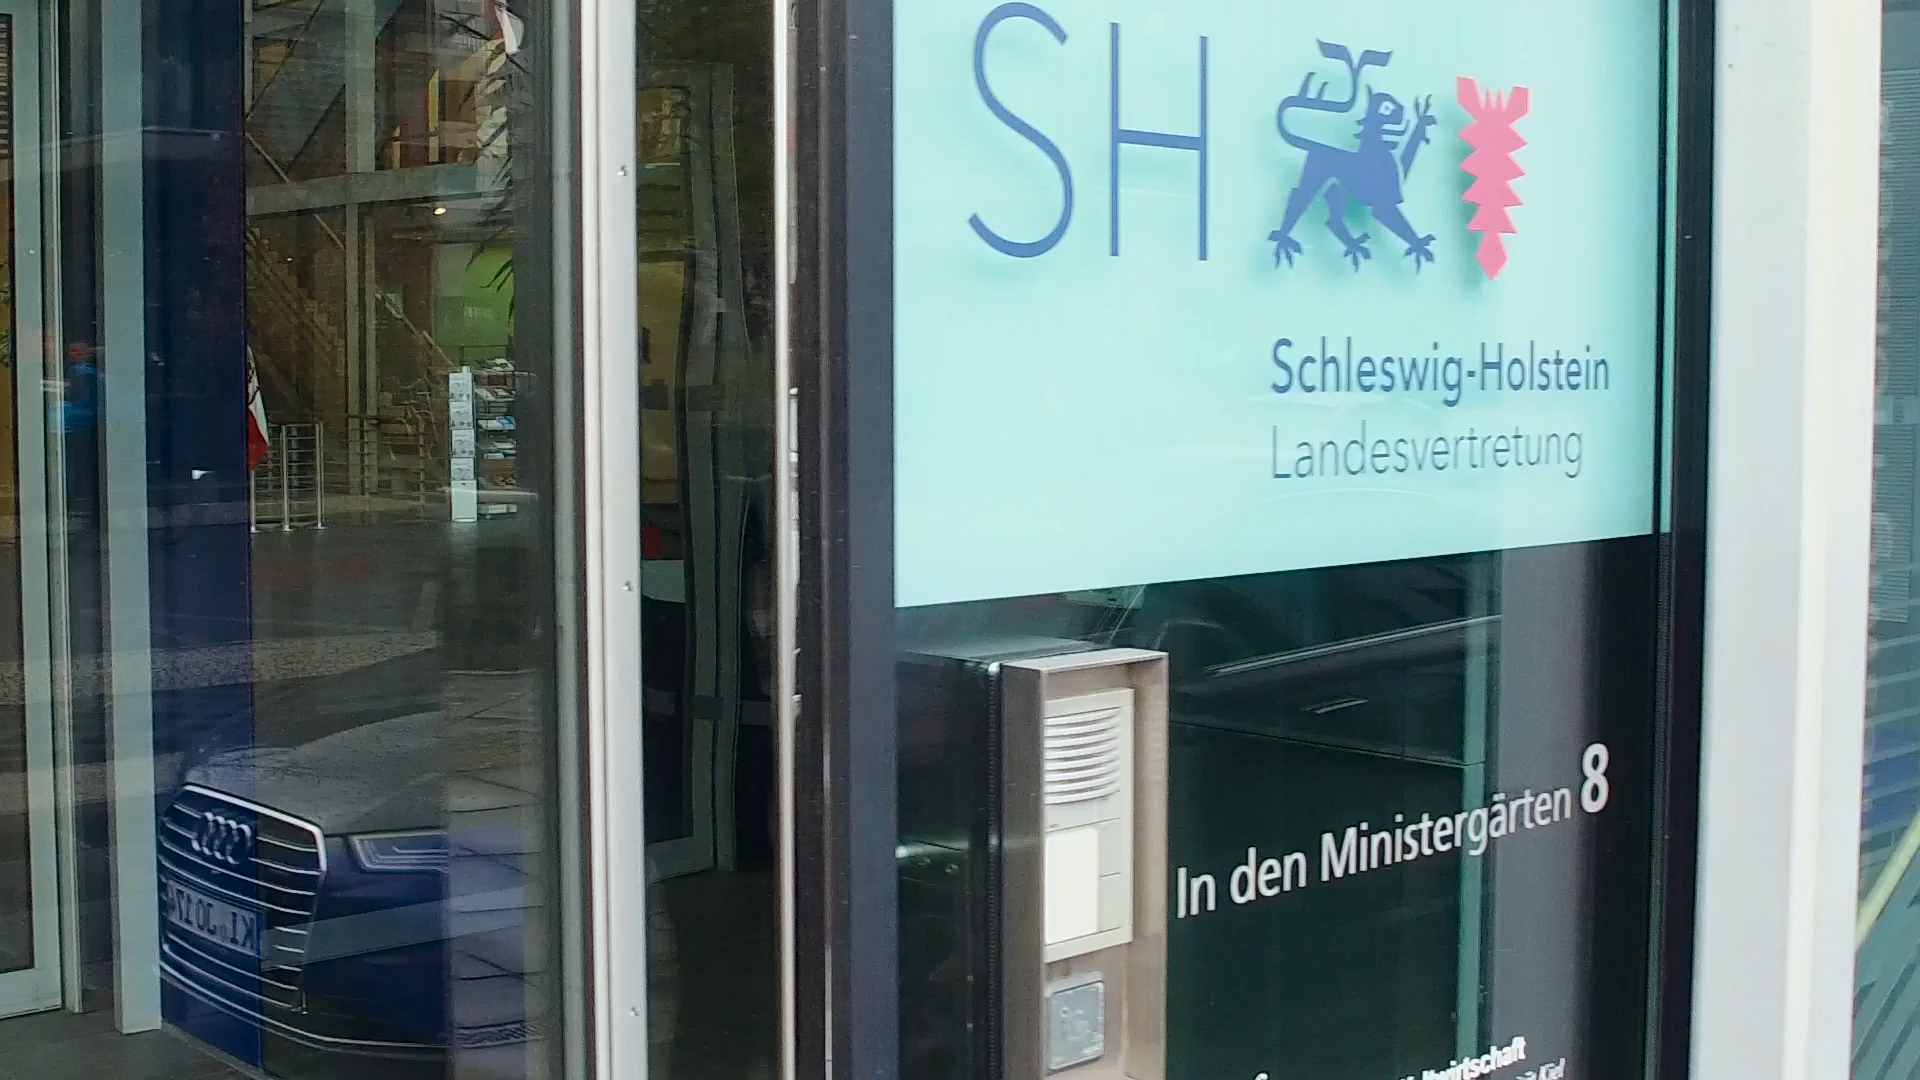 SH
Schleswig-Holstein
Landesvertretung
In den Ministergärten 8